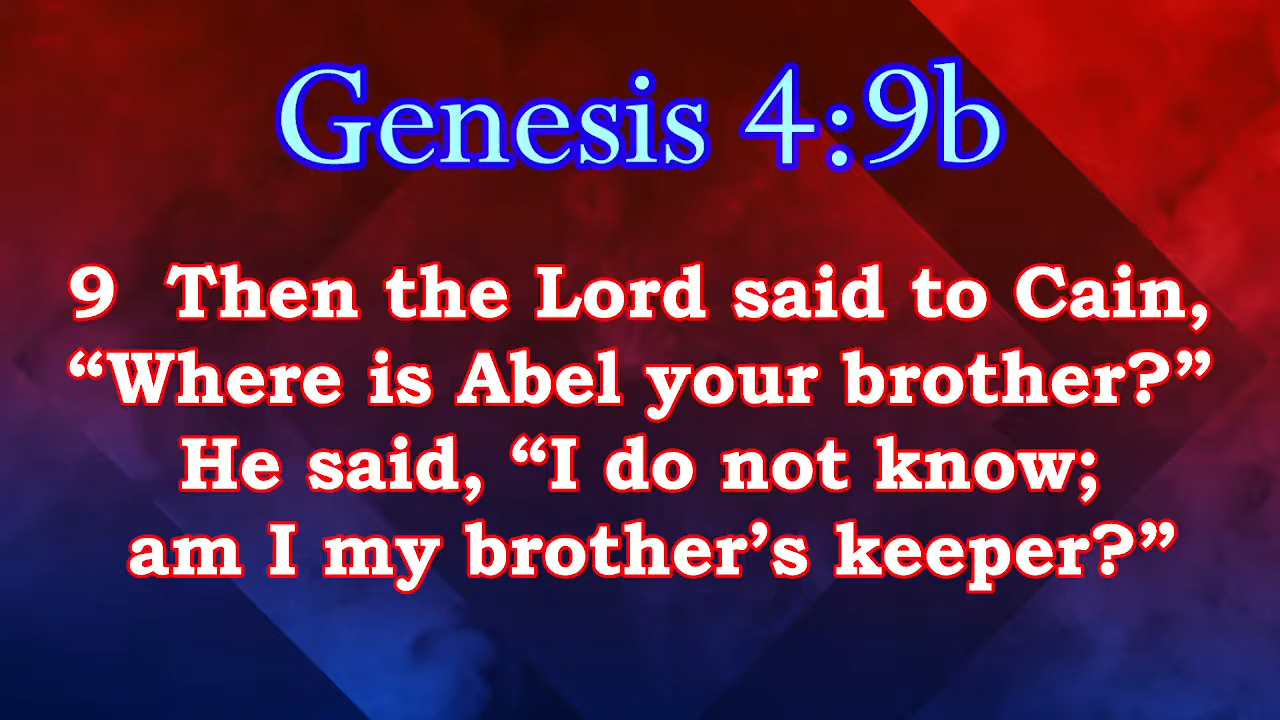 Genesis 4:9b
9 Then the Lord said to Cain,
“Where is Abel your brother?”
He said, “I do not know;
am I my brother’s keeper?”